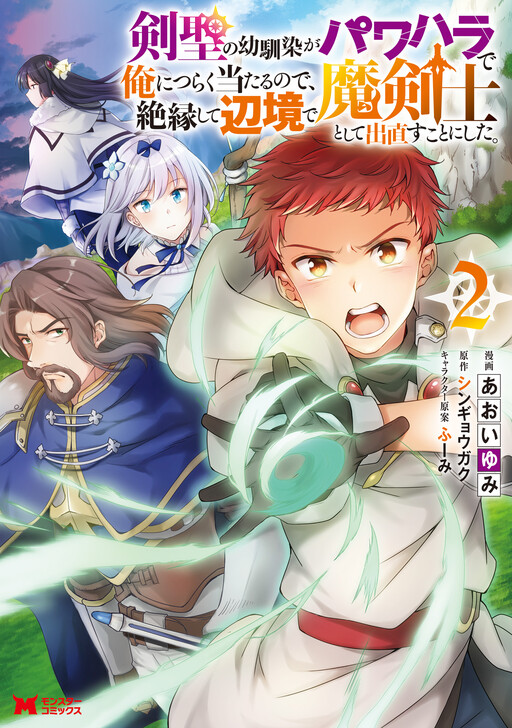 剣聖の幼馴染がパワハラで
俺につらく当たるので、
絶縁して辺境で魔剣士
として出直すことにした。
2
漫画 あおいゆみ
原作 シンギョウガク
キャラクター原案 ふーみ
M モンスター
コミックス